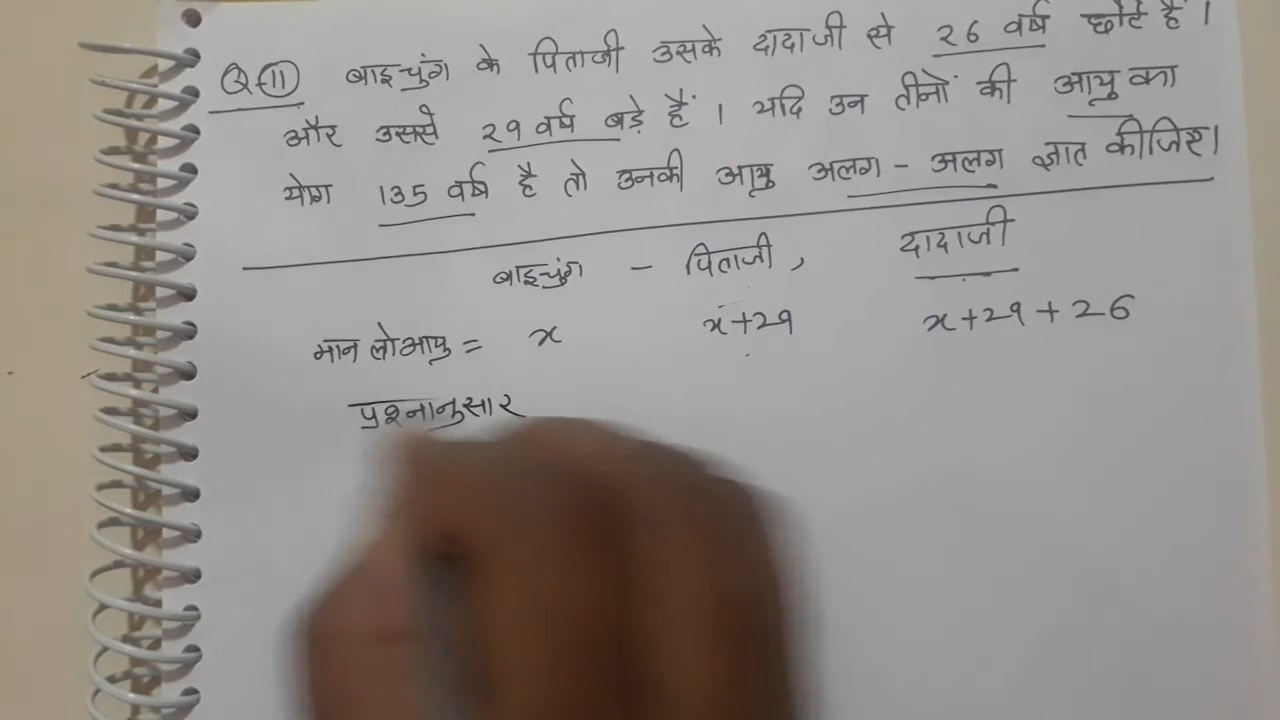 Q11 बाइचुंग के पिताजी उसके दादाजी से 26 वर्ष छोटे हैं।
और उससे 29 वर्ष बड़े हैं। यदि उन तीनों की आयु का
योग 135 वर्ष है तो उनकी आयु अलग - अलग ज्ञात कीजिए।
बाइचुंग - पिताजी, दादाजी
मान लो आयु = x x+29 x+29+26
प्रश्नानुसार